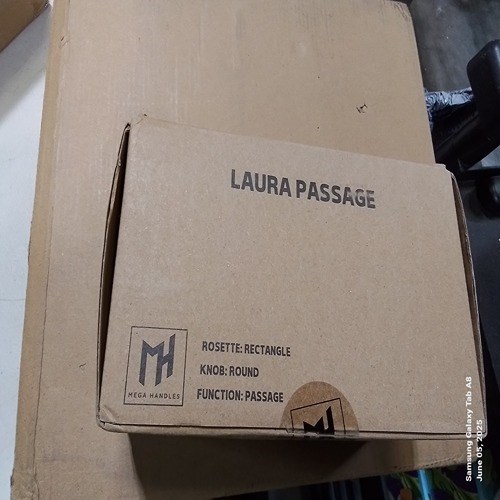 LAURA PASSAGE
MH
MEGA HANDLES
ROSETTE: RECTANGLE
KNOB: ROUND
FUNCTION: PASSAGE
Samsung Galaxy Tab A8
June 05, 2025